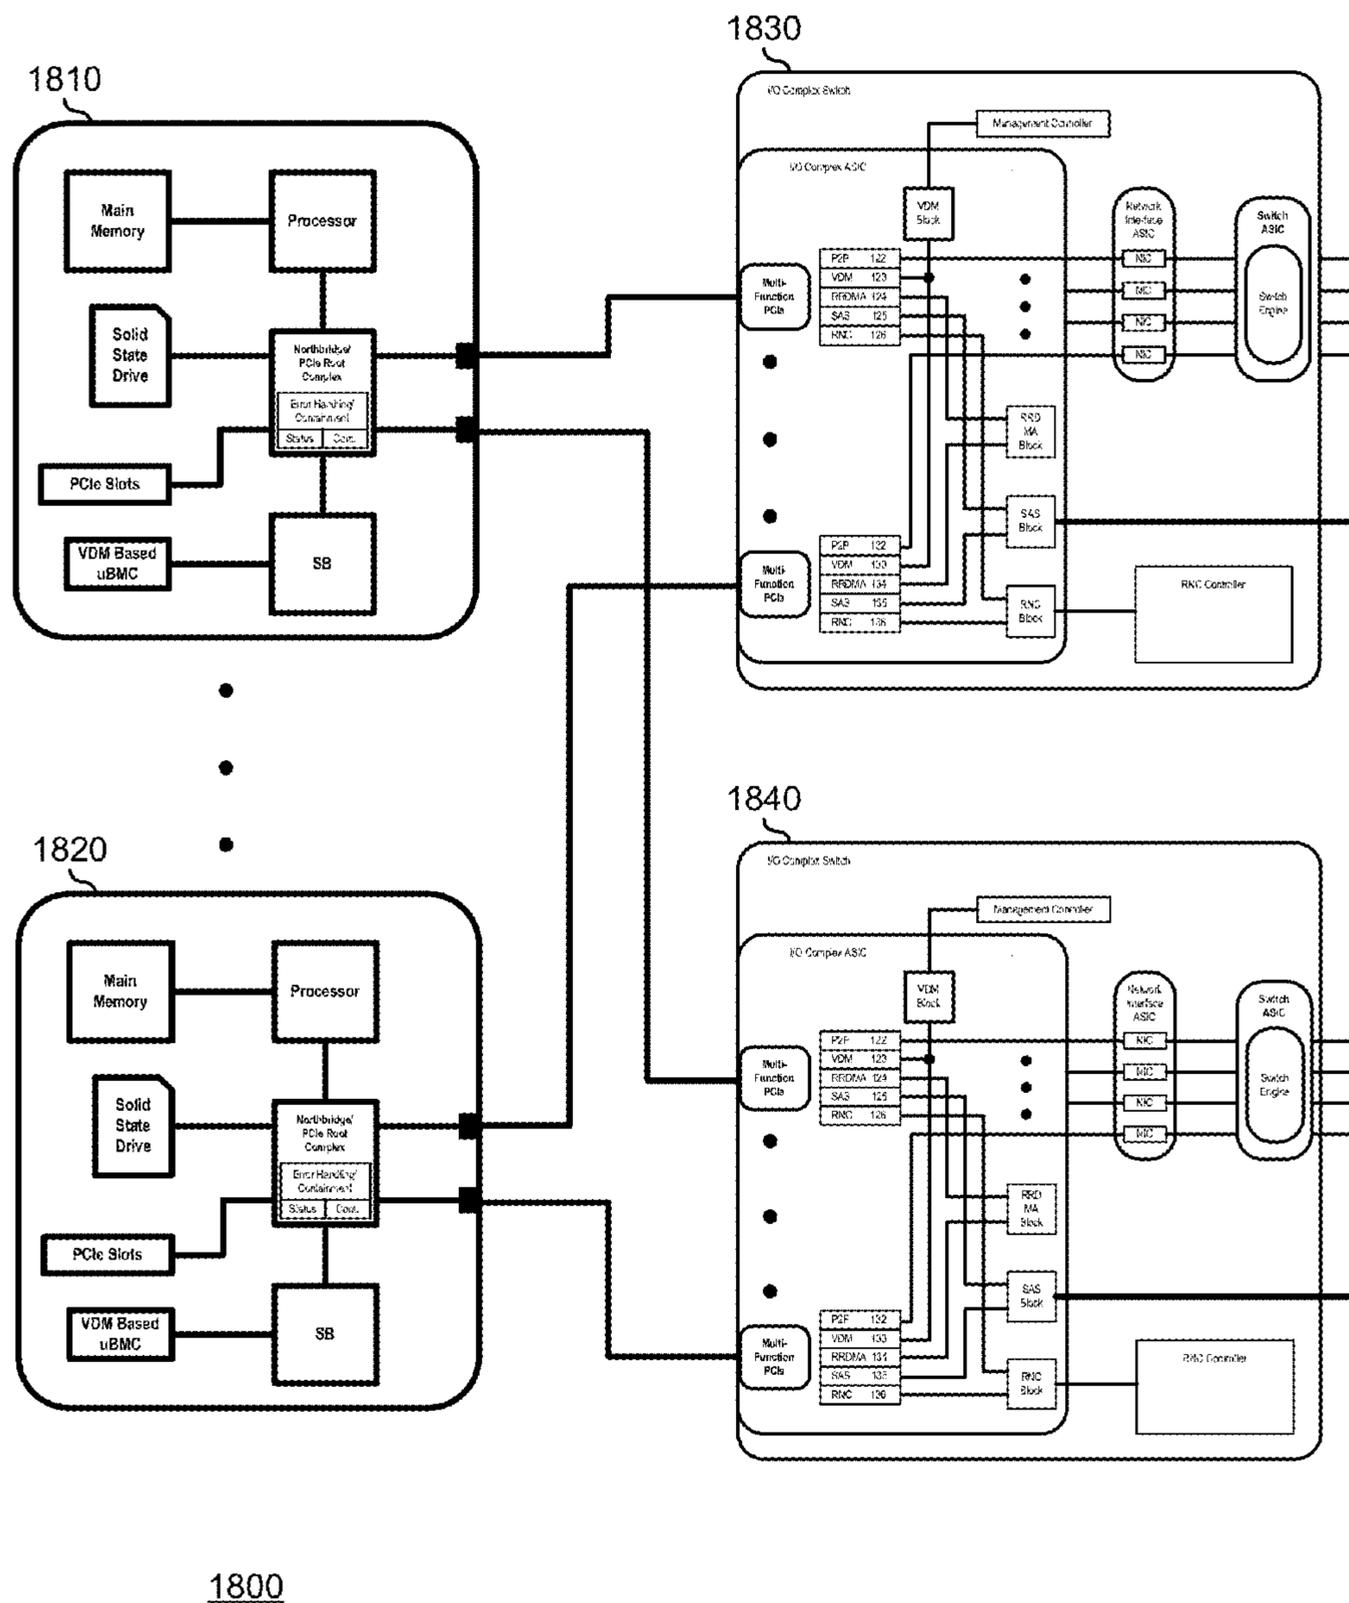 1830
1810
I/O Complex Switch
Management Controller
I/O Complex ASIC
Main
Memory
Processor
VDM
Block
Network
Interface
ASIC
Switch
ASIC
P2P 122
VDM 123
RRDMA 124
SAS 125
RNC 126
Multi-
Function
PCIe
NIC
NIC
NIC
NIC
Switch
Engine
Solid
State
Drive
Northbridge/
PCIe Root
Complex
Error Handling/
Containment
Status
Cont.
RRD
MA
Block
PCIe Slots
SAS
Block
VDM Based
uBMC
SB
P2P 132
VDM 133
RRDMA 134
SAS 135
RNC 136
Multi-
Function
PCIe
RNC
Block
RNC Controller
1840
1820
I/O Complex Switch
Management Controller
I/O Complex ASIC
Main
Memory
Processor
VDM
Block
Network
Interface
ASIC
Switch
ASIC
P2P 122
VDM 123
RRDMA 124
SAS 125
RNC 126
Multi-
Function
PCIe
NIC
NIC
NIC
NIC
Switch
Engine
Solid
State
Drive
Northbridge/
PCIe Root
Complex
Error Handling/
Containment
Status
Cont.
RRD
MA
Block
PCIe Slots
SAS
Block
VDM Based
uBMC
SB
P2P 132
VDM 133
RRDMA 134
SAS 135
RNC 136
Multi-
Function
PCIe
RNC
Block
RNC Controller
1800